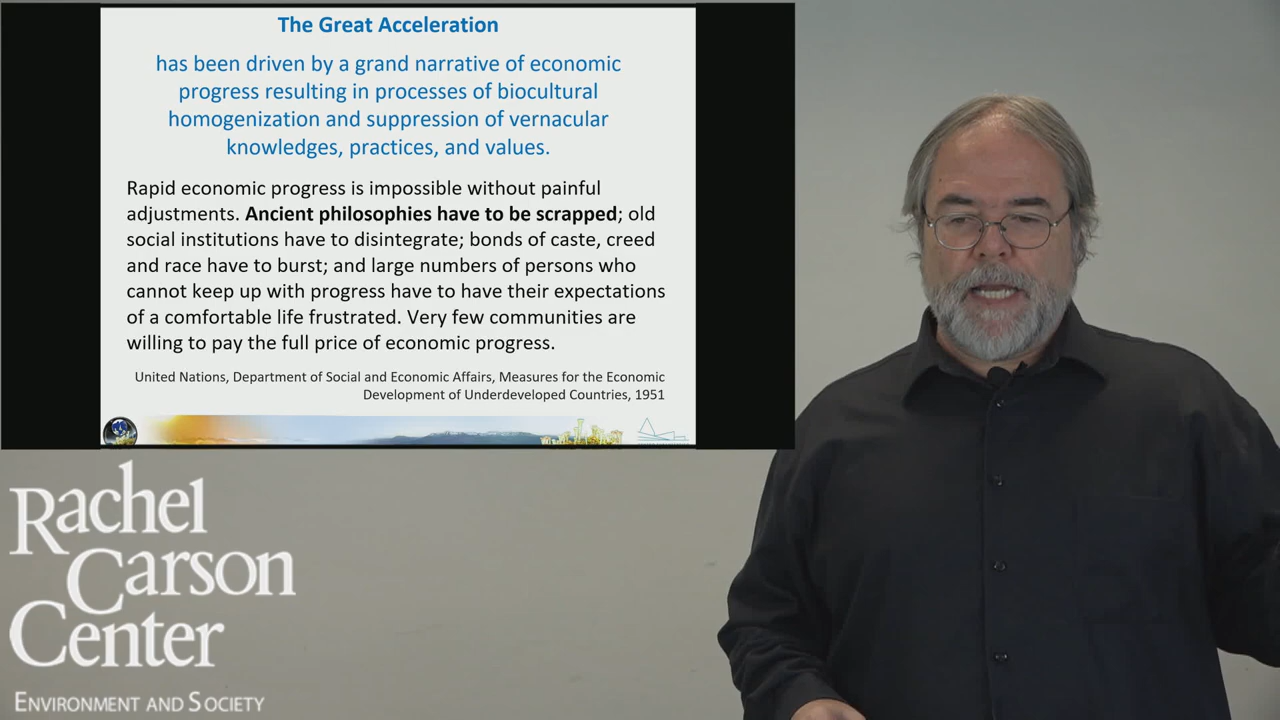 The Great Acceleration
has been driven by a grand narrative of economic
progress resulting in processes of biocultural
homogenization and suppression of vernacular
knowledges, practices, and values.
Rapid economic progress is impossible without painful
adjustments. Ancient philosophies have to be scrapped; old
social institutions have to disintegrate; bonds of caste, creed
and race have to burst; and large numbers of persons who
cannot keep up with progress have to have their expectations
of a comfortable life frustrated. Very few communities are
willing to pay the full price of economic progress.
United Nations, Department of Social and Economic Affairs, Measures for the Economic
Development of Underdeveloped Countries, 1951
Rachel
Carson
Center
Environment and Society